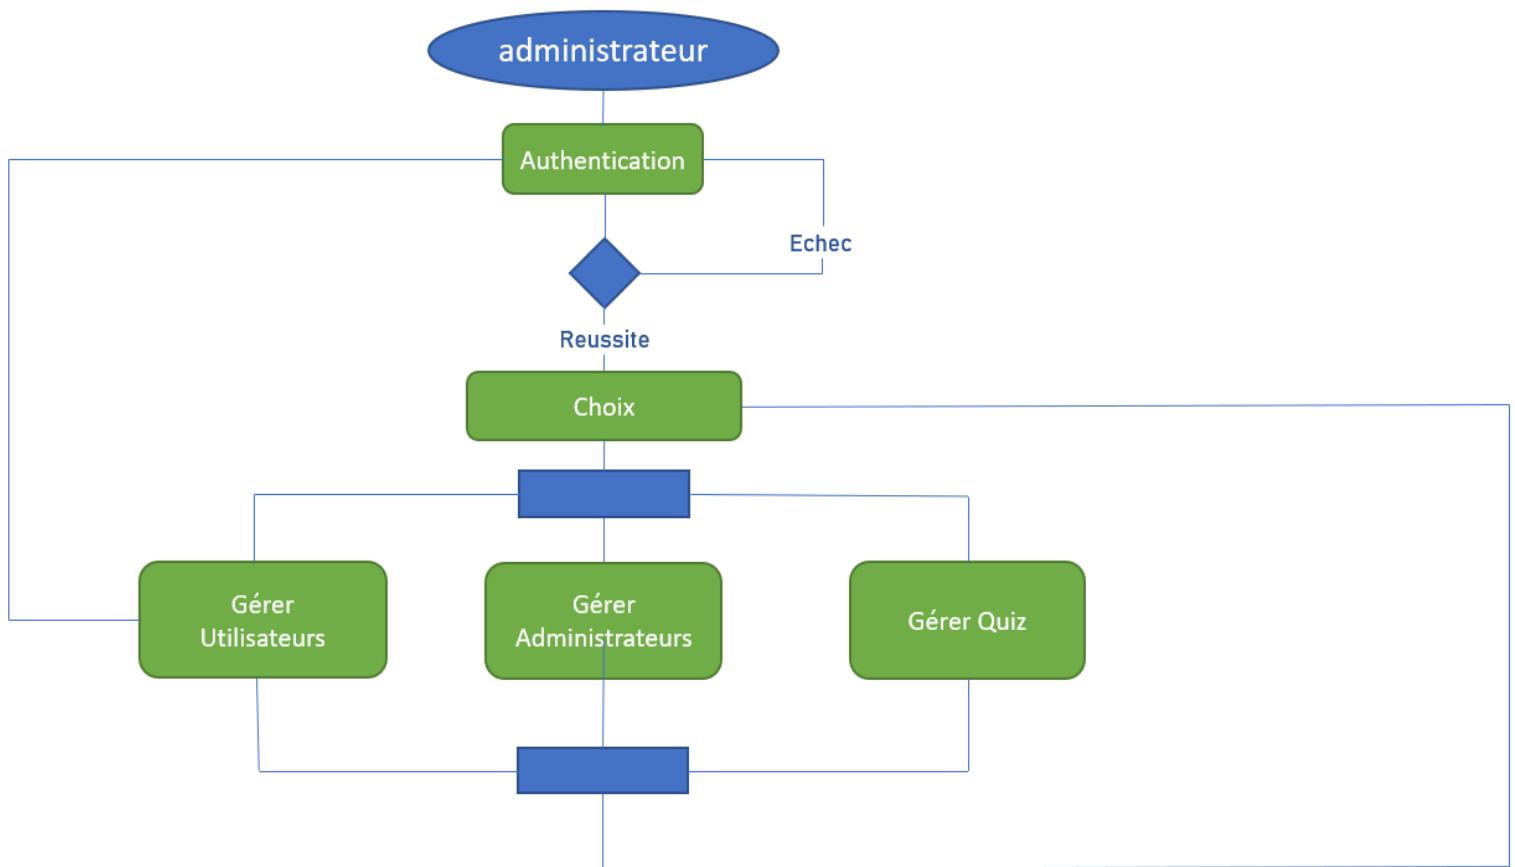 administrateur
Authentication
Echec
Reussite
Choix
Gérer
Utilisateurs
Gérer
Administrateurs
Gérer Quiz